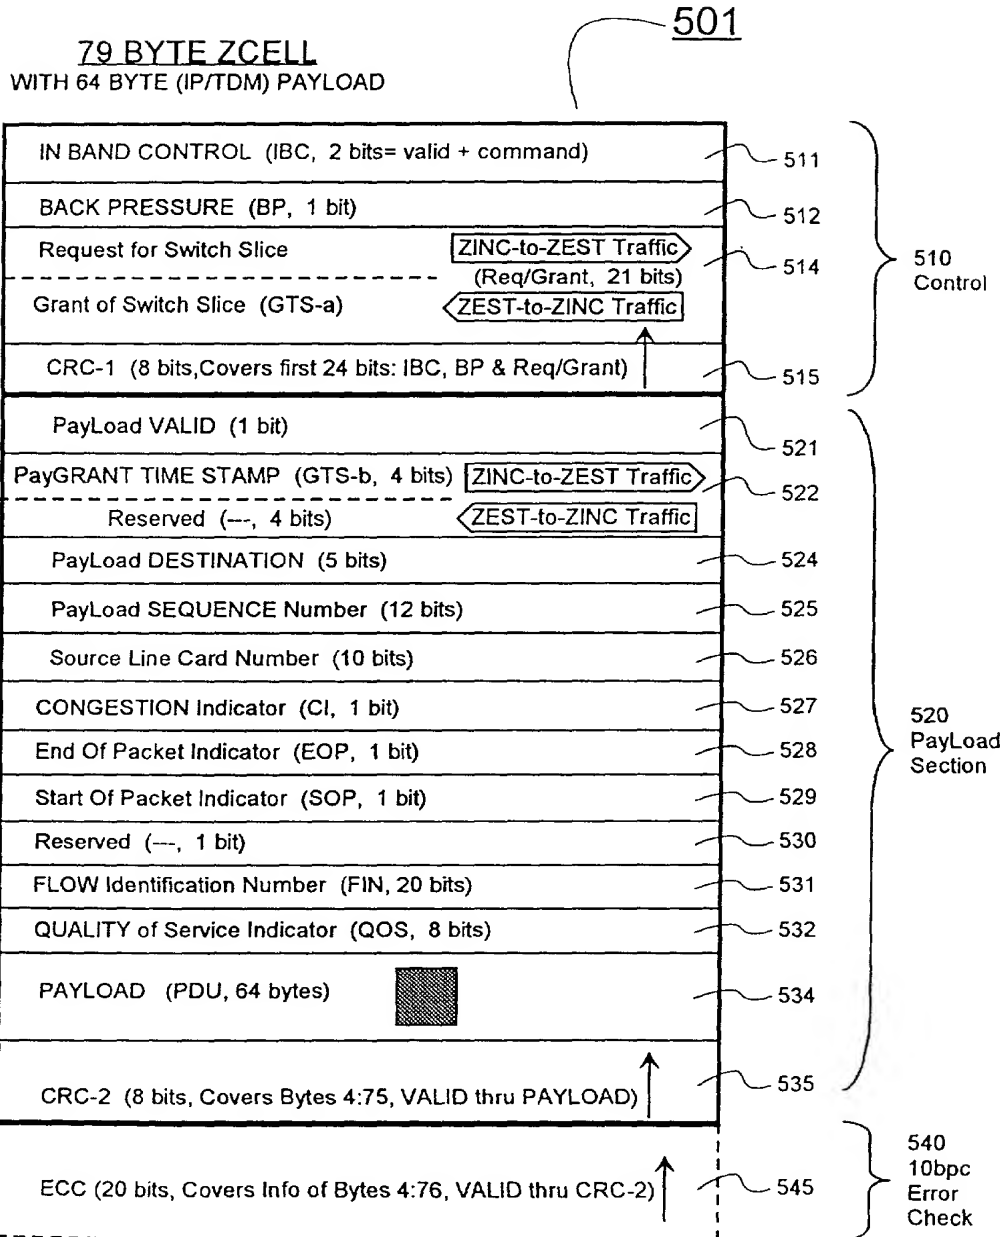 501
79 BYTE ZCELL
WITH 64 BYTE (IP/TDM) PAYLOAD
IN BAND CONTROL (IBC, 2 bits= valid + command)
511
BACK PRESSURE (BP, 1 bit)
512
Request for Switch Slice
ZINC-to-ZEST Traffic
(Req/Grant, 21 bits)
514
Grant of Switch Slice (GTS-a)
ZEST-to-ZINC Traffic
CRC-1 (8 bits,Covers first 24 bits: IBC, BP & Req/Grant)
515
510
Control
PayLoad VALID (1 bit)
521
PayGRANT TIME STAMP (GTS-b, 4 bits)
ZINC-to-ZEST Traffic
522
Reserved (---, 4 bits)
ZEST-to-ZINC Traffic
PayLoad DESTINATION (5 bits)
524
PayLoad SEQUENCE Number (12 bits)
525
Source Line Card Number (10 bits)
526
CONGESTION Indicator (CI, 1 bit)
527
End Of Packet Indicator (EOP, 1 bit)
528
Start Of Packet Indicator (SOP, 1 bit)
529
Reserved (---, 1 bit)
530
FLOW Identification Number (FIN, 20 bits)
531
QUALITY of Service Indicator (QOS, 8 bits)
532
PAYLOAD (PDU, 64 bytes)
534
CRC-2 (8 bits, Covers Bytes 4:75, VALID thru PAYLOAD)
535
520
PayLoad
Section
ECC (20 bits, Covers Info of Bytes 4:76, VALID thru CRC-2)
545
540
10bpc
Error
Check